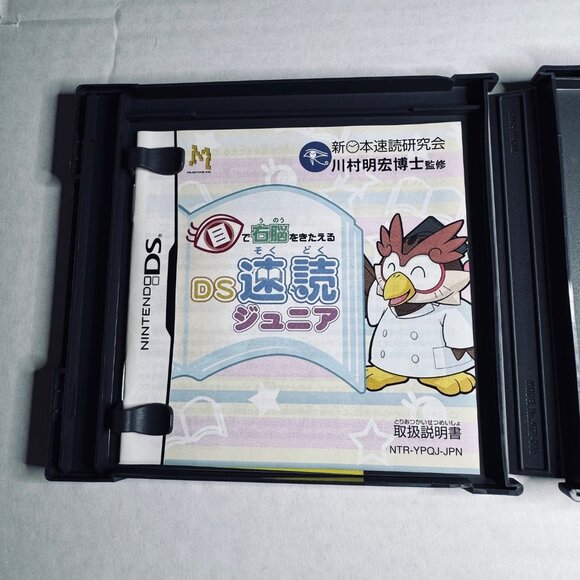 新日本速読研究会
川村明宏博士監修
うのう
目で右脳をきたえる
そくどく
DS速読
ジュニア
NINTENDO DS
とりあつかいせつめいしょ
取扱説明書
NTR-YPQJ-JPN